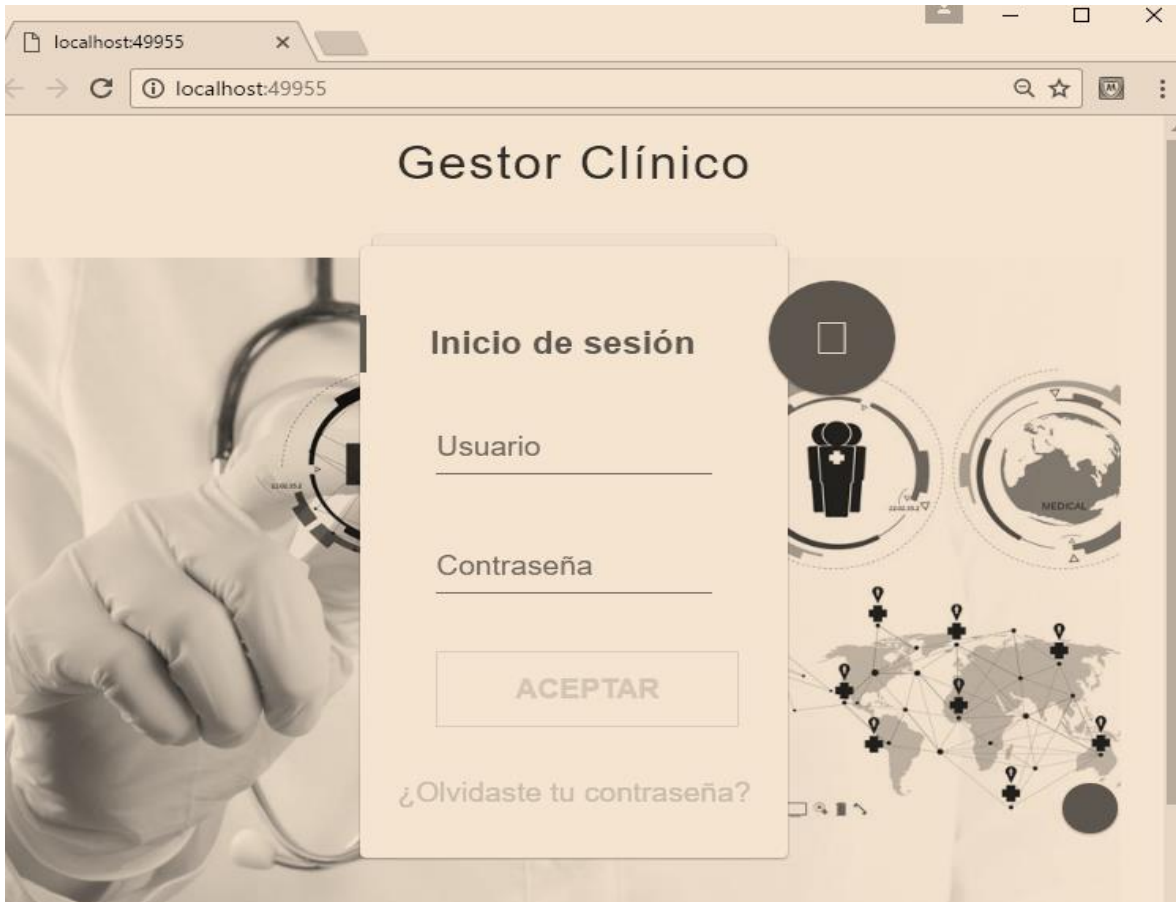 localhost:49955
localhost:49955
Gestor Clínico
Inicio de sesión
Usuario
Contraseña
ACEPTAR
¿Olvidaste tu contraseña?
MEDICAL